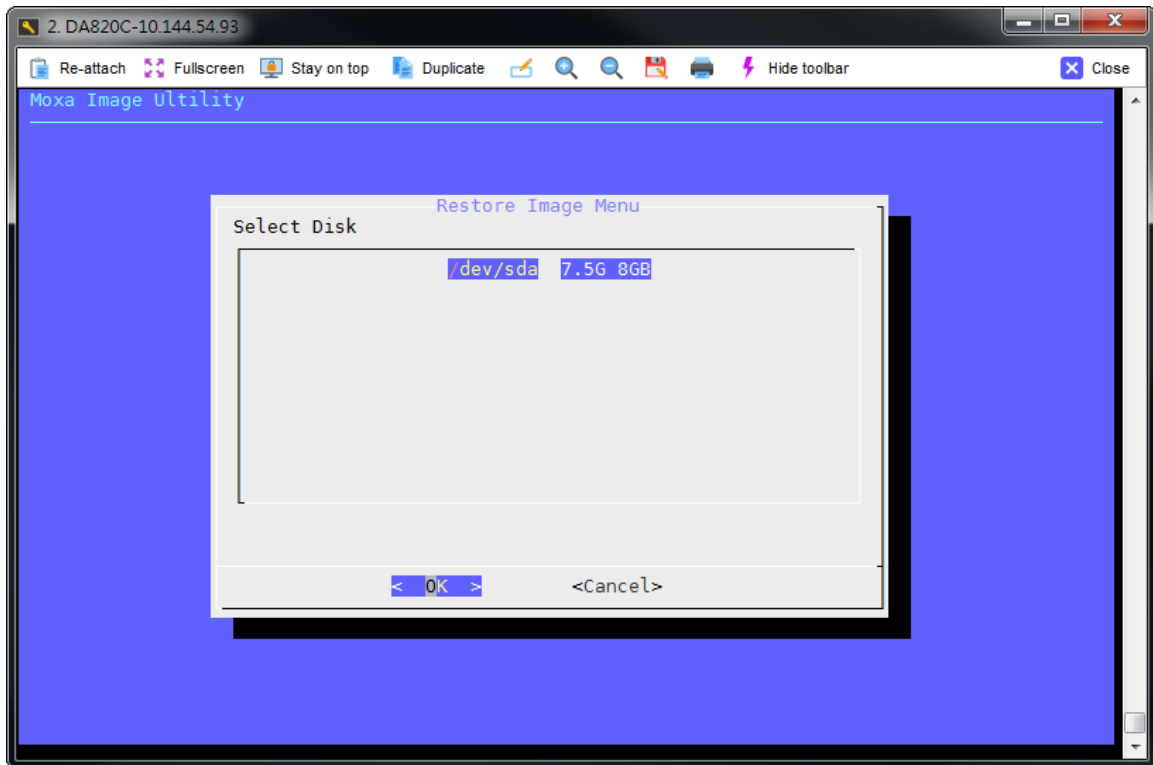 2. DA820C-10.144.54.93
Re-attach Fullscreen Stay on top Duplicate Hide toolbar Close
Moxa Image Ultility
Restore Image Menu
Select Disk
/dev/sda 7.5G 8GB
< OK > <Cancel>